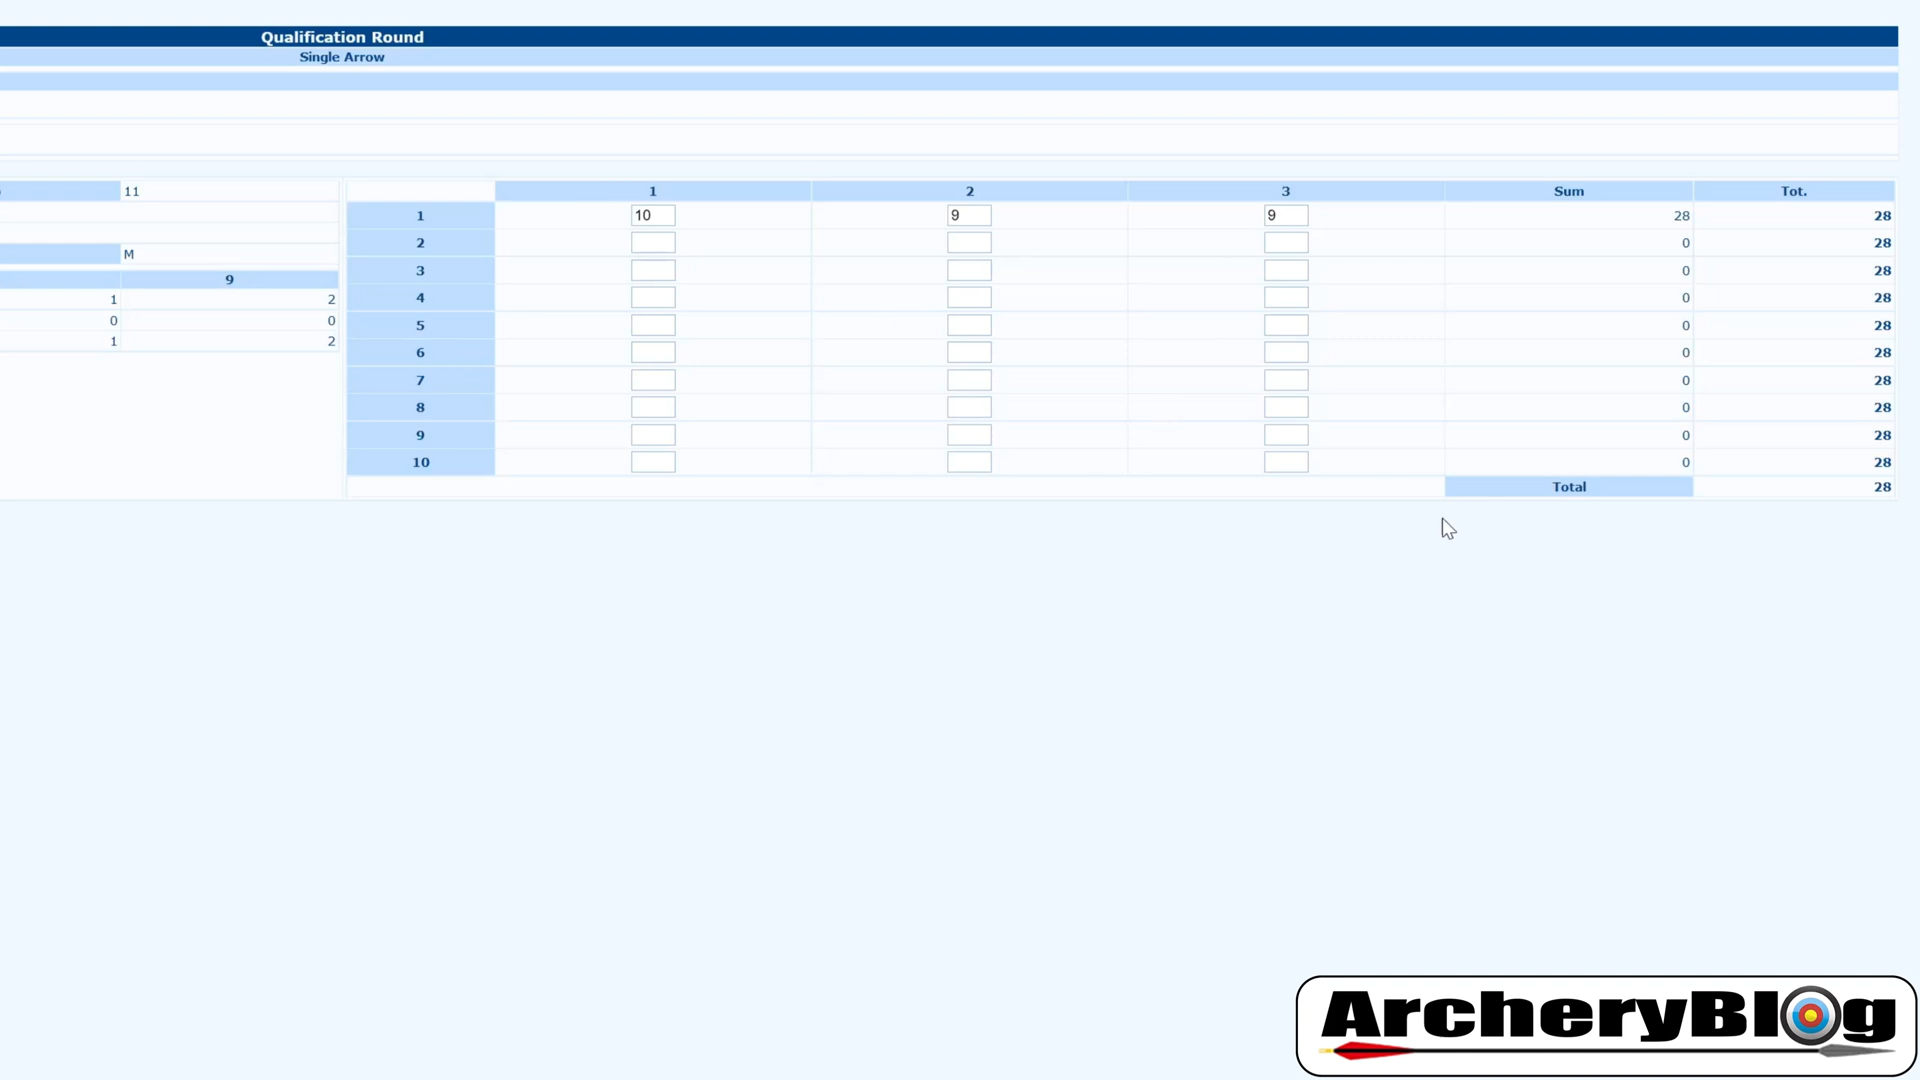 Qualification Round
Single Arrow
11
M
9
1 2
0 0
1 2
1 2 3 Sum Tot.
1 10 9 9 28 28
2 0 28
3 0 28
4 0 28
5 0 28
6 0 28
7 0 28
8 0 28
9 0 28
10 0 28
Total 28
ArcheryBlog